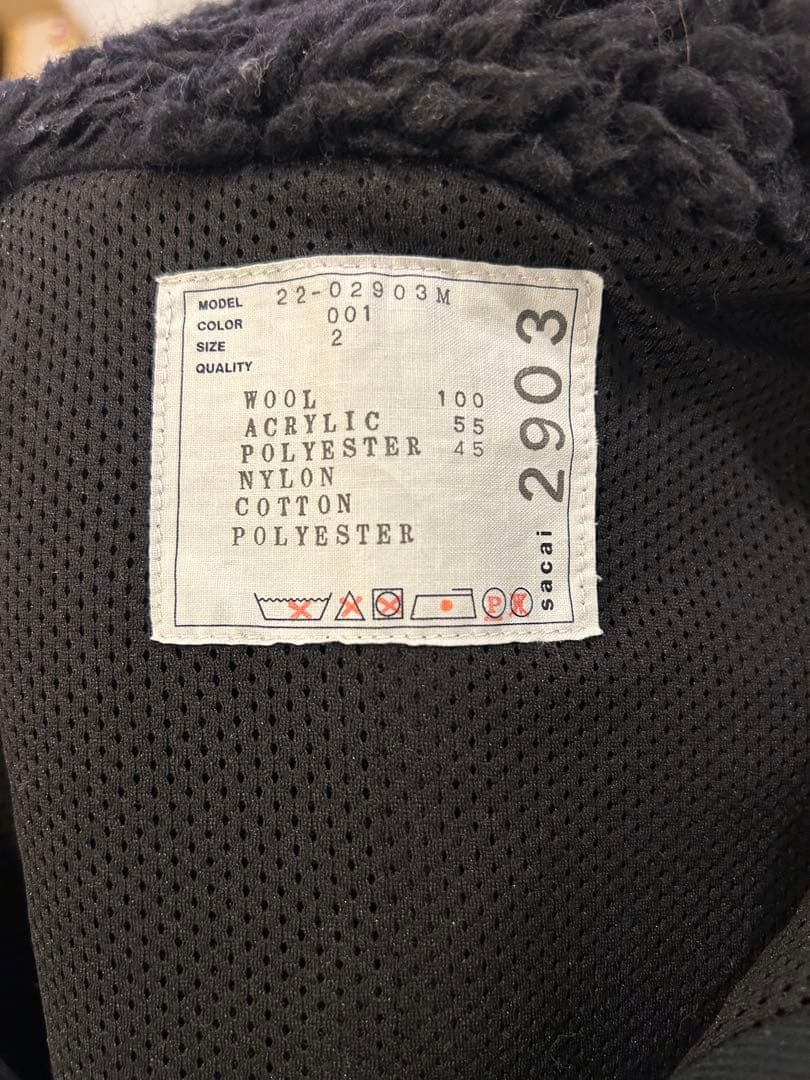 MODEL 22-02903M
COLOR 001
SIZE 2
QUALITY
WOOL 100
ACRYLIC 55
POLYESTER 45
NYLON
COTTON
POLYESTER
P
sacai 2903